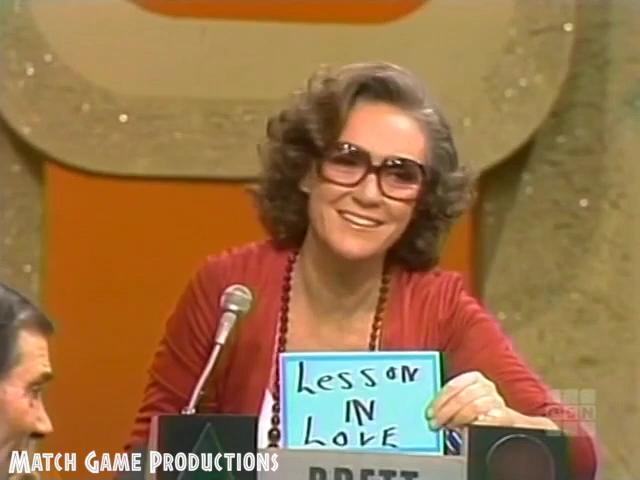 Lesson
IN
LOVE
BRETT
GSN
MATCH GAME PRODUCTIONS